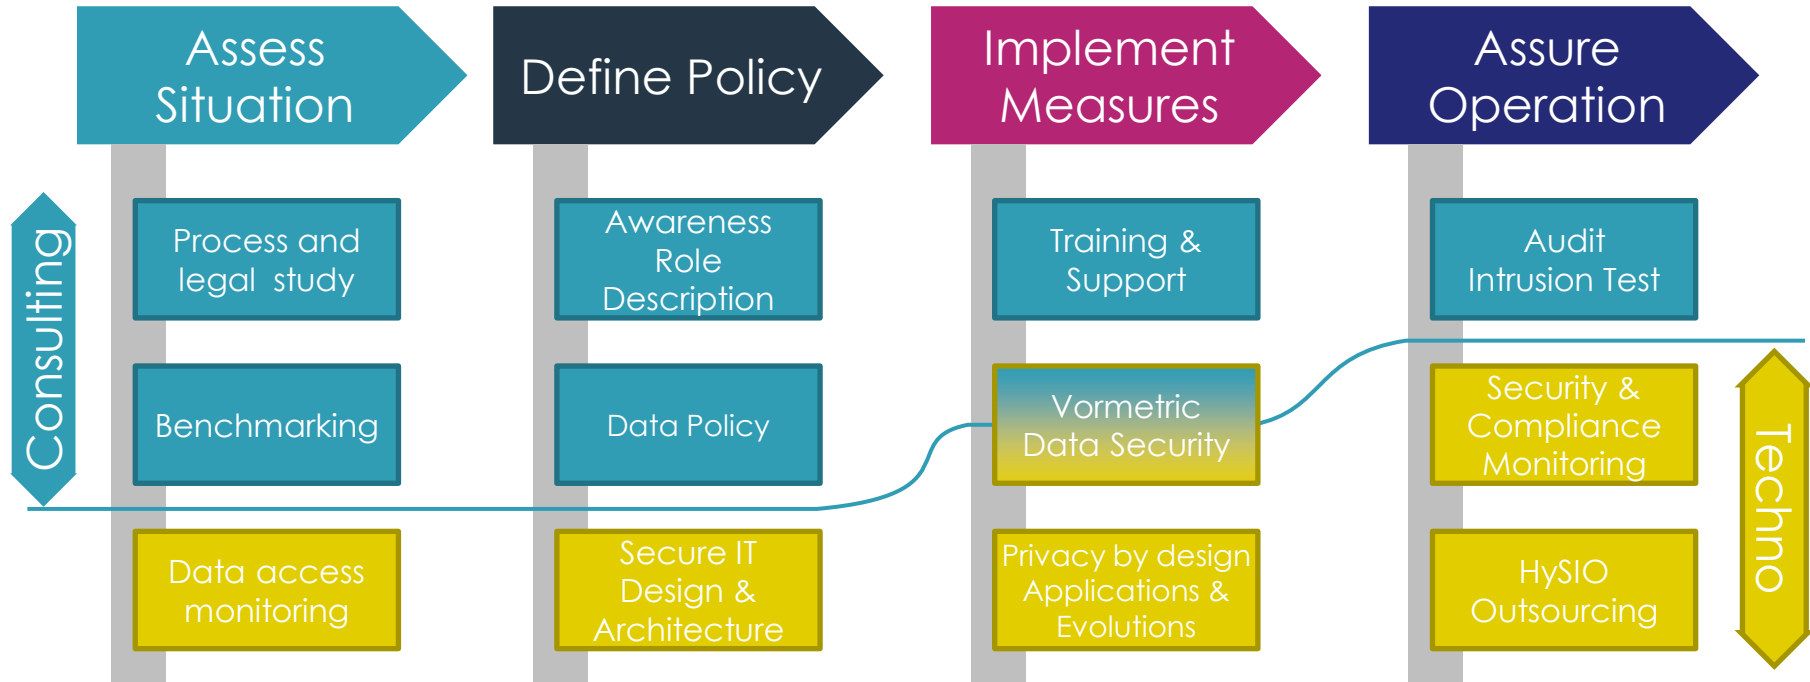 Assess
Situation
Define Policy
Implement
Measures
Assure
Operation
Consulting
Process and
legal study
Awareness
Role
Description
Training &
Support
Audit
Intrusion Test
Benchmarking
Data Policy
Vormetric
Data Security
Security &
Compliance
Monitoring
Techno
Data access
monitoring
Secure IT
Design &
Architecture
Privacy by design
Applications &
Evolutions
HySIO
Outsourcing